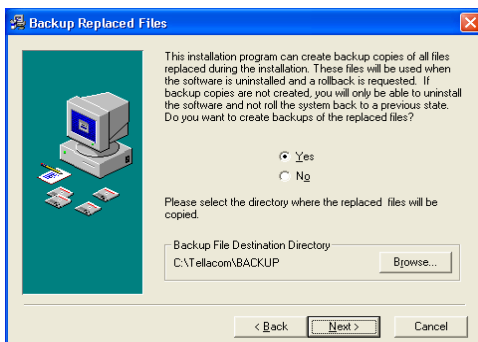 Backup Replaced Files
This installation program can create backup copies of all files
replaced during the installation. These files will be used when
the software is uninstalled and a rollback is requested. If
backup copies are not created, you will only be able to uninstall
the software and not roll the system back to a previous state.
Do you want to create backups of the replaced files?
Yes
No
Please select the directory where the replaced files will be
copied.
Backup File Destination Directory
C:\Tellacom\BACKUP
Browse...
< Back
Next >
Cancel